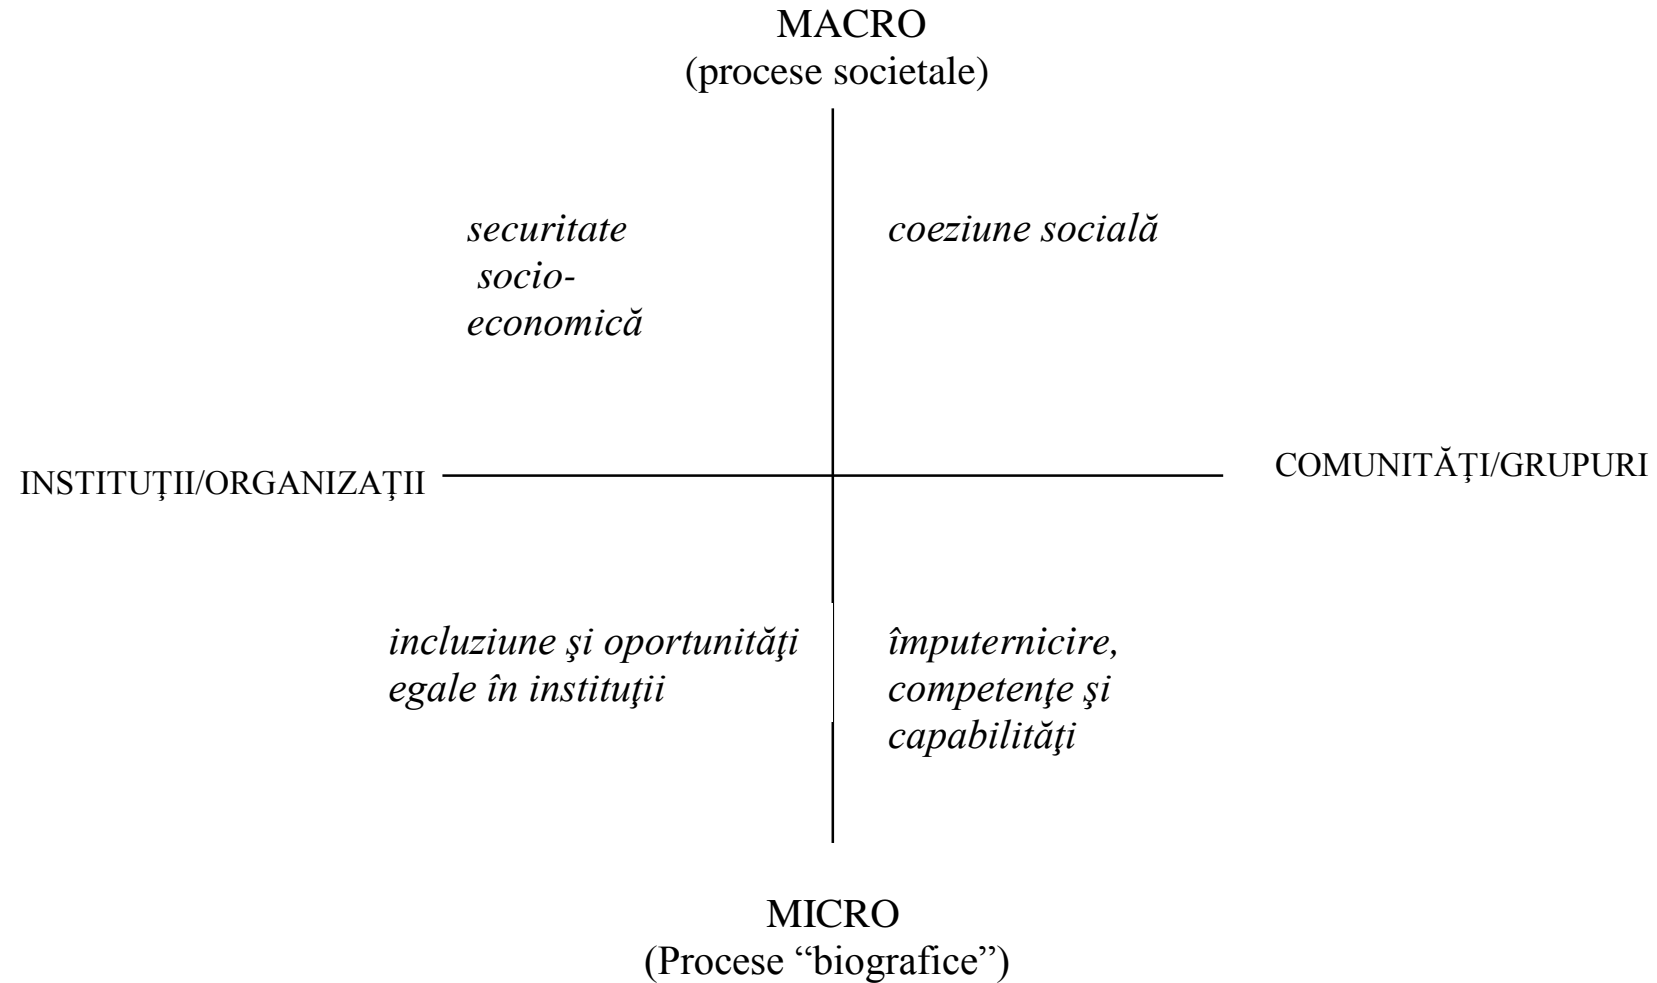 MACRO
(procese societale)
securitate
socio-
economică
coeziune socială
INSTITUŢII/ORGANIZAŢII
COMUNITĂŢI/GRUPURI
incluziune şi oportunităţi
egale în instituţii
împuternicire,
competenţe şi
capabilităţi
MICRO
(Procese “biografice”)